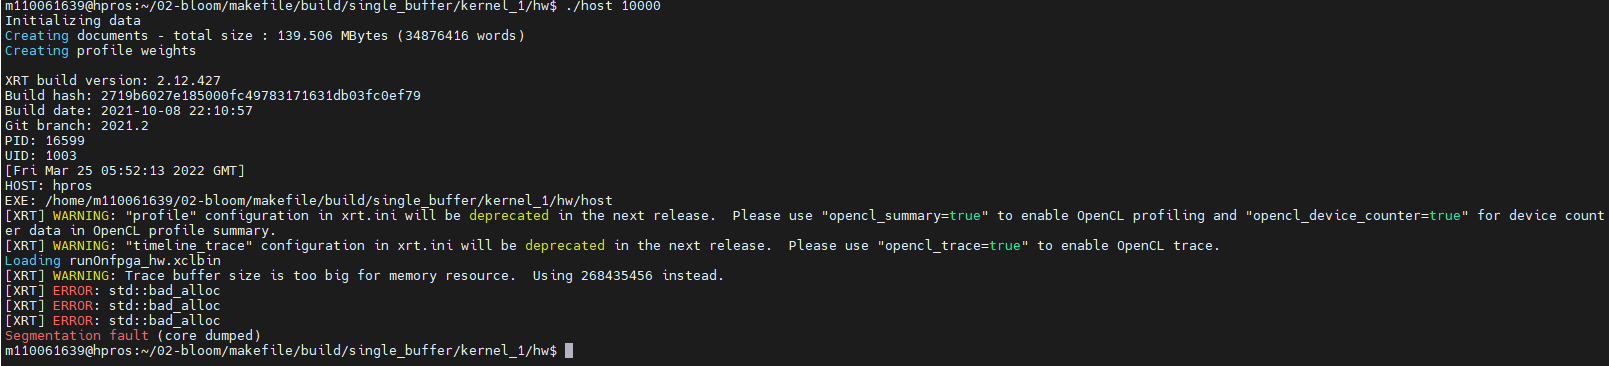 m110061639@hpros:~/02-bloom/makefile/build/single_buffer/kernel_1/hw$ ./host 10000
Initializing data
Creating documents - total size : 139.506 MBytes (34876416 words)
Creating profile weights
XRT build version: 2.12.427
Build hash: 2719b6027e185000fc49783171631db03fc0ef79
Build date: 2021-10-08 22:10:57
Git branch: 2021.2
PID: 16599
UID: 1003
[Fri Mar 25 05:52:13 2022 GMT]
HOST: hpros
EXE: /home/m110061639/02-bloom/makefile/build/single_buffer/kernel_1/hw/host
[XRT] WARNING: "profile" configuration in xrt.ini will be deprecated in the next release.  Please use "opencl_summary=true" to enable OpenCL profiling and "opencl_device_counter=true" for device count
er data in OpenCL profile summary.
[XRT] WARNING: "timeline_trace" configuration in xrt.ini will be deprecated in the next release.  Please use "opencl_trace=true" to enable OpenCL trace.
Loading runOnfpga_hw.xclbin
[XRT] WARNING: Trace buffer size is too big for memory resource.  Using 268435456 instead.
[XRT] ERROR: std::bad_alloc
[XRT] ERROR: std::bad_alloc
[XRT] ERROR: std::bad_alloc
Segmentation fault (core dumped)
m110061639@hpros:~/02-bloom/makefile/build/single_buffer/kernel_1/hw$